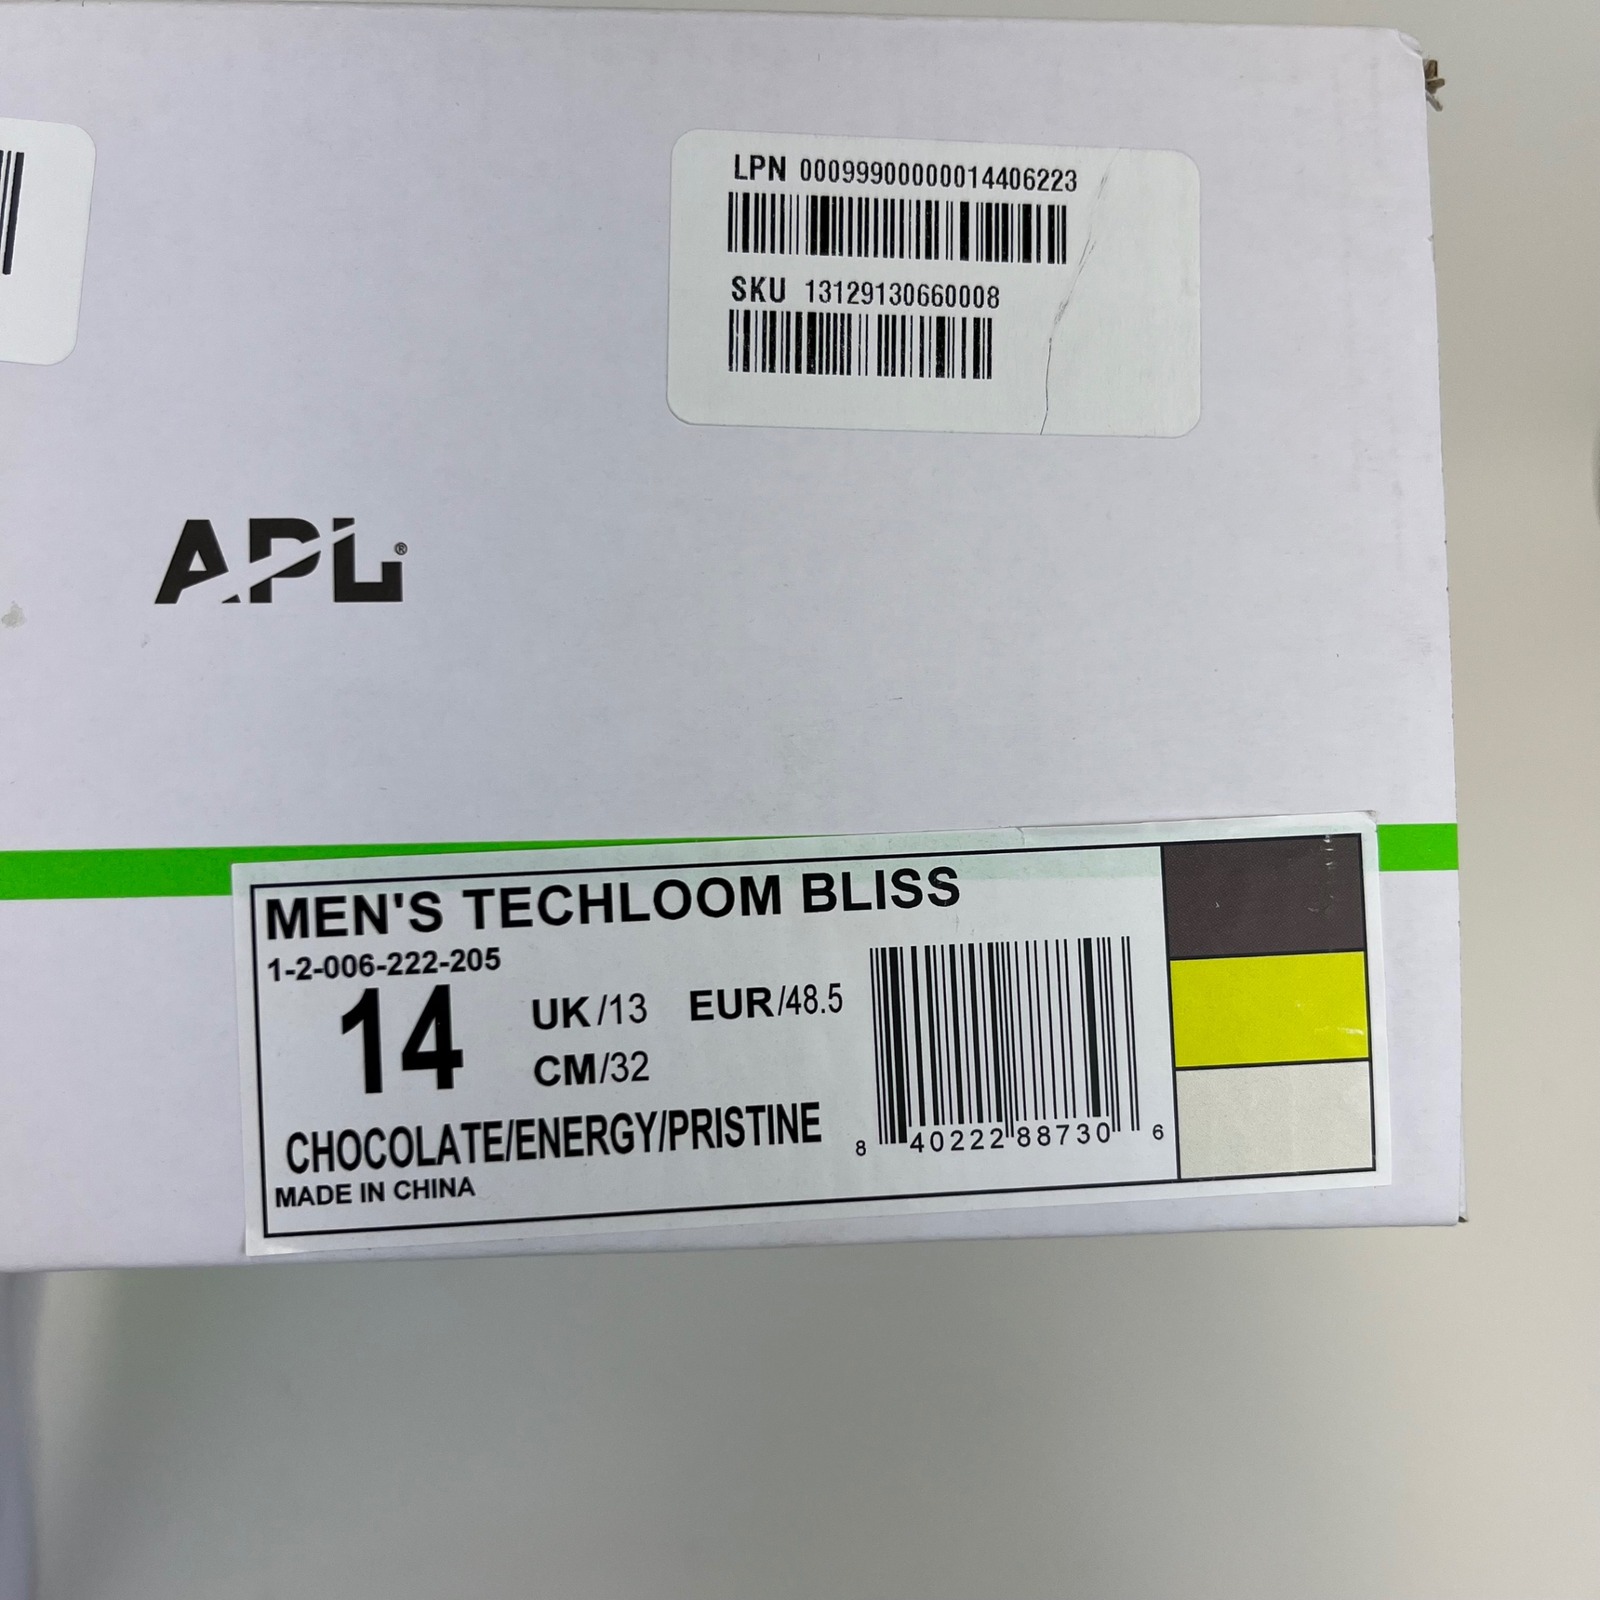 LPN 00099900000014406223
SKU 13129130660008
APL®
MEN'S TECHLOOM BLISS
1-2-006-222-205
14
UK/13 EUR/48.5
CM/32
CHOCOLATE/ENERGY/PRISTINE
MADE IN CHINA
8 40222 88730 6